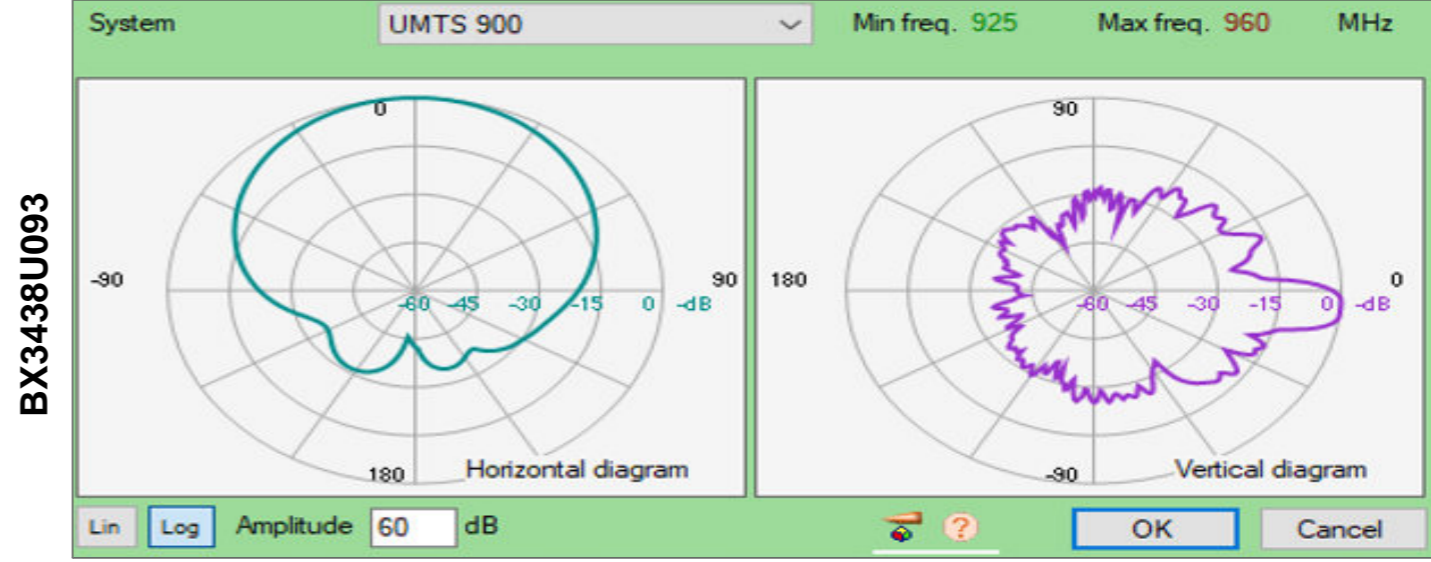 BX3438U093
System UMTS 900 Min freq. 925 Max freq. 960 MHz
0
-90 90
-60 -45 -30 -15 0 -dB
180 Horizontal diagram
90
180 0
-60 -45 -30 -15 0 -dB
-90 Vertical diagram
Lin Log Amplitude 60 dB ? OK Cancel